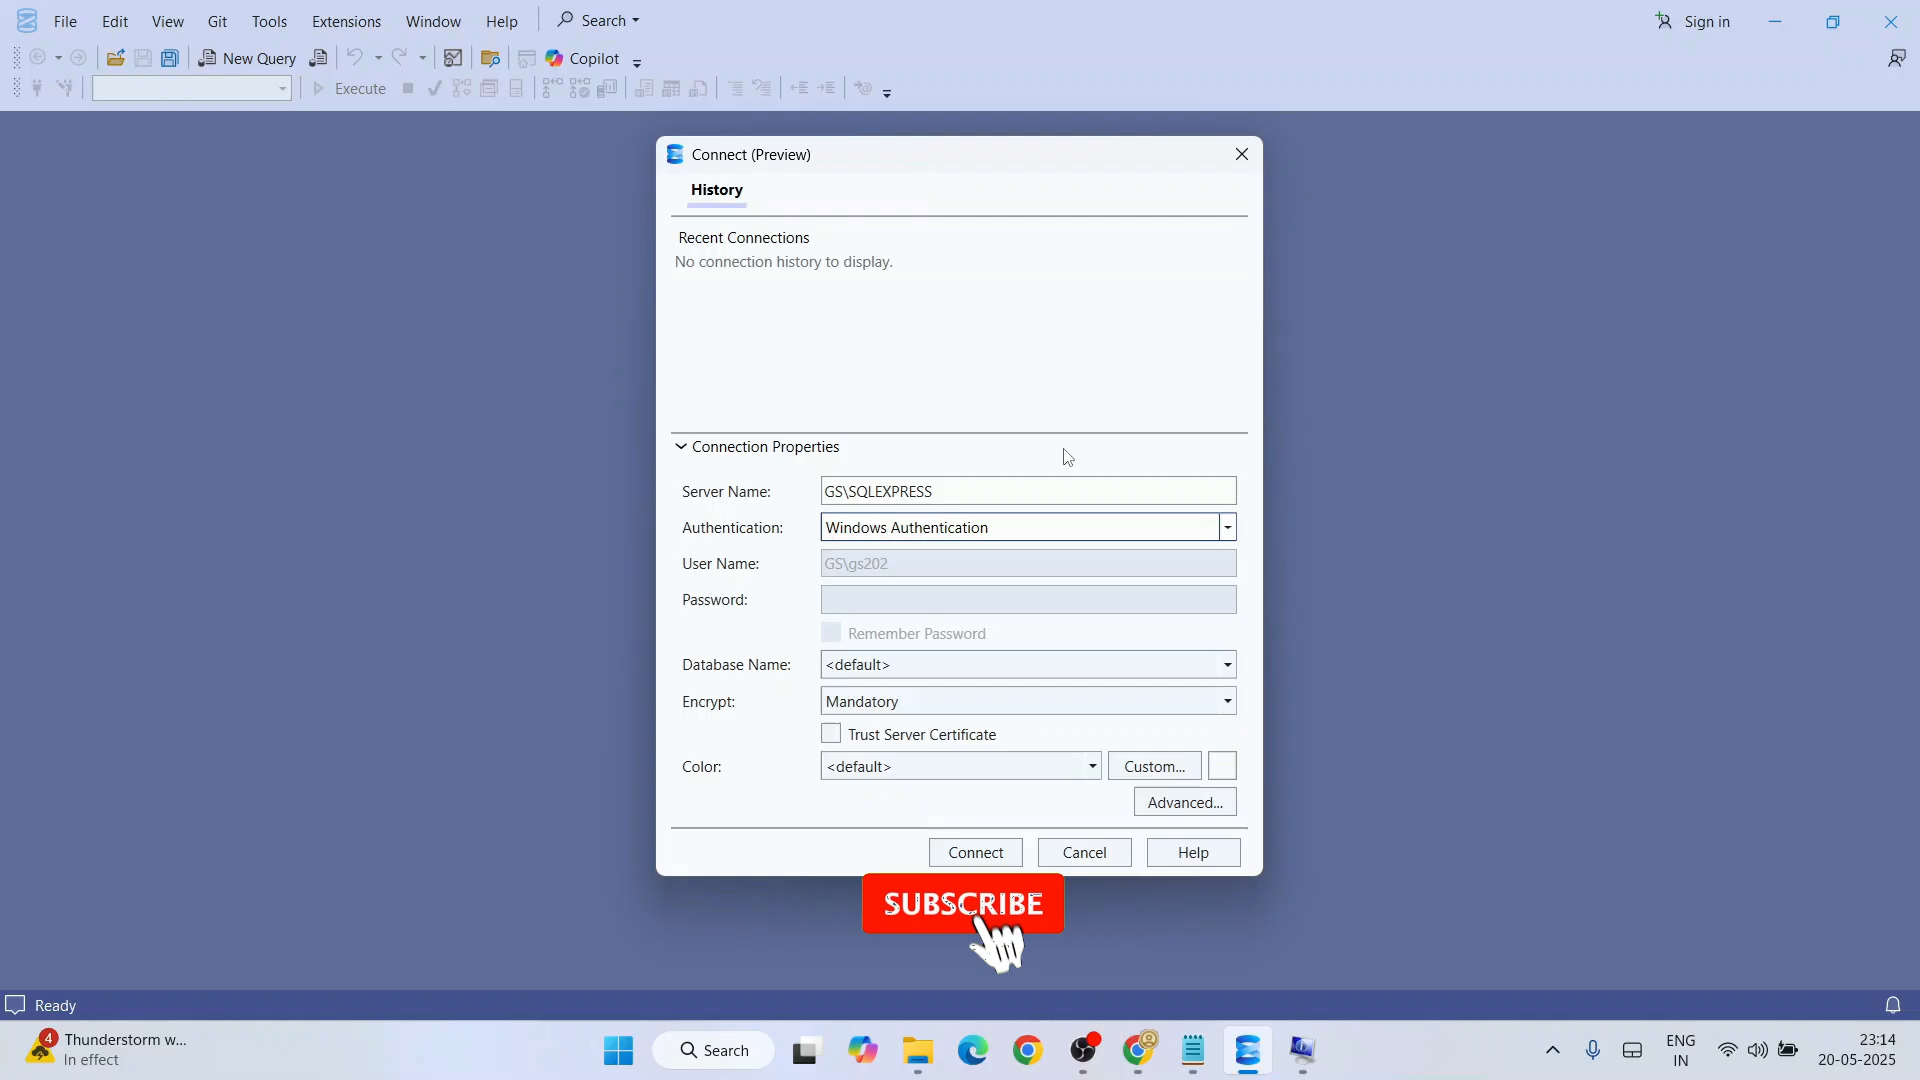 File Edit View Git Tools Extensions Window Help Search Sign in
New Query Copilot
Execute
Connect (Preview)
History
Recent Connections
No connection history to display.
Connection Properties
Server Name: GS\SQLEXPRESS
Authentication: Windows Authentication
User Name: GS\gs202
Password:
Remember Password
Database Name: <default>
Encrypt: Mandatory
Trust Server Certificate
Color: <default> Custom...
Advanced...
Connect Cancel Help
SUBSCRIBE
Ready
4 Thunderstorm w...
In effect
Search
ENG
IN
23:14
20-05-2025